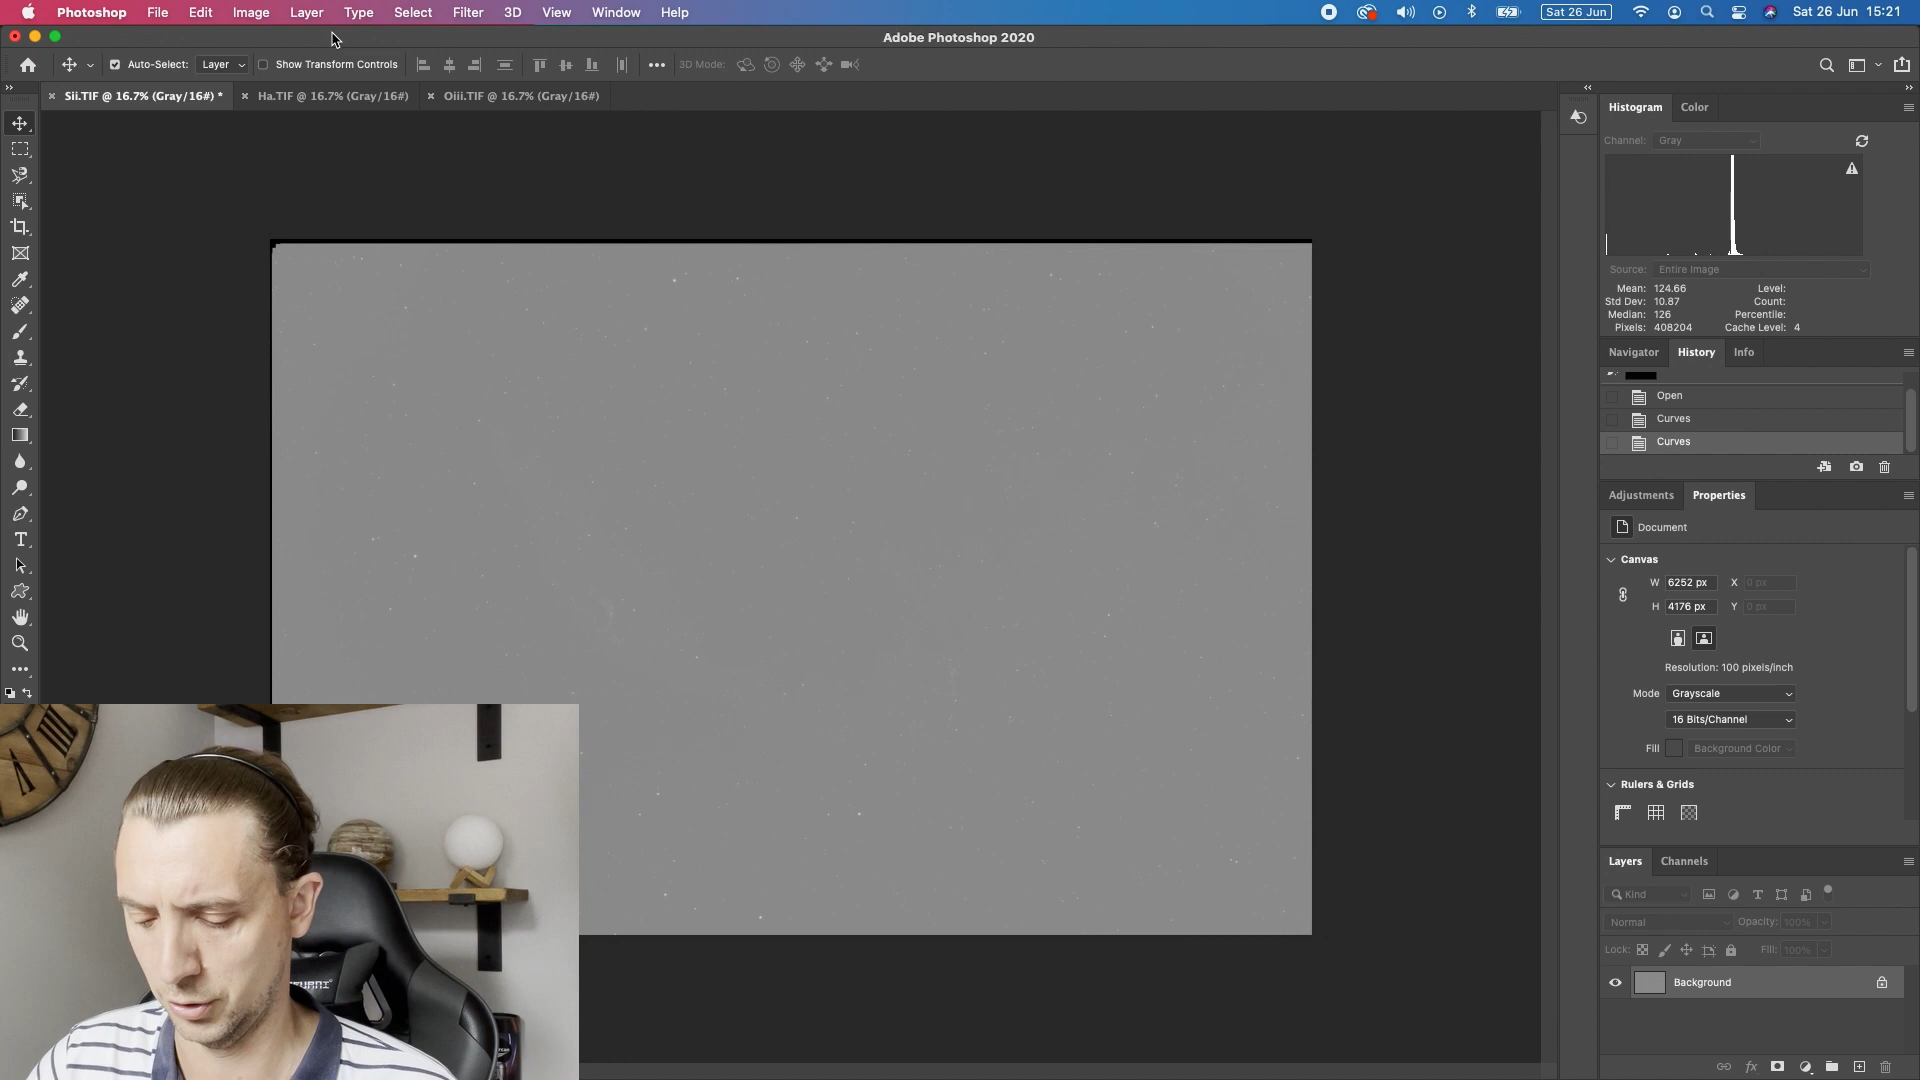 Photoshop File Edit Image Layer Type Select Filter 3D View Window Help Sat 26 Jun Sat 26 Jun 15:21
Adobe Photoshop 2020
Auto-Select: Layer Show Transform Controls 3D Mode:
Sii.TIF @ 16.7% (Gray/16#) * Ha.TIF @ 16.7% (Gray/16#) Oiii.TIF @ 16.7% (Gray/16#)
Histogram Color
Channel: Gray
Source: Entire Image
Mean: 124.66 Level:
Std Dev: 10.87 Count:
Median: 126 Percentile:
Pixels: 408204 Cache Level: 4
Navigator History Info
Open
Curves
Curves
Adjustments Properties
Document
Canvas
W 6252 px X 0 px
H 4176 px Y 0 px
Resolution: 100 pixels/inch
Mode Grayscale
16 Bits/Channel
Fill Background Color
Rulers & Grids
Layers Channels
Kind
Normal Opacity: 100%
Lock: Fill: 100%
Background
fx